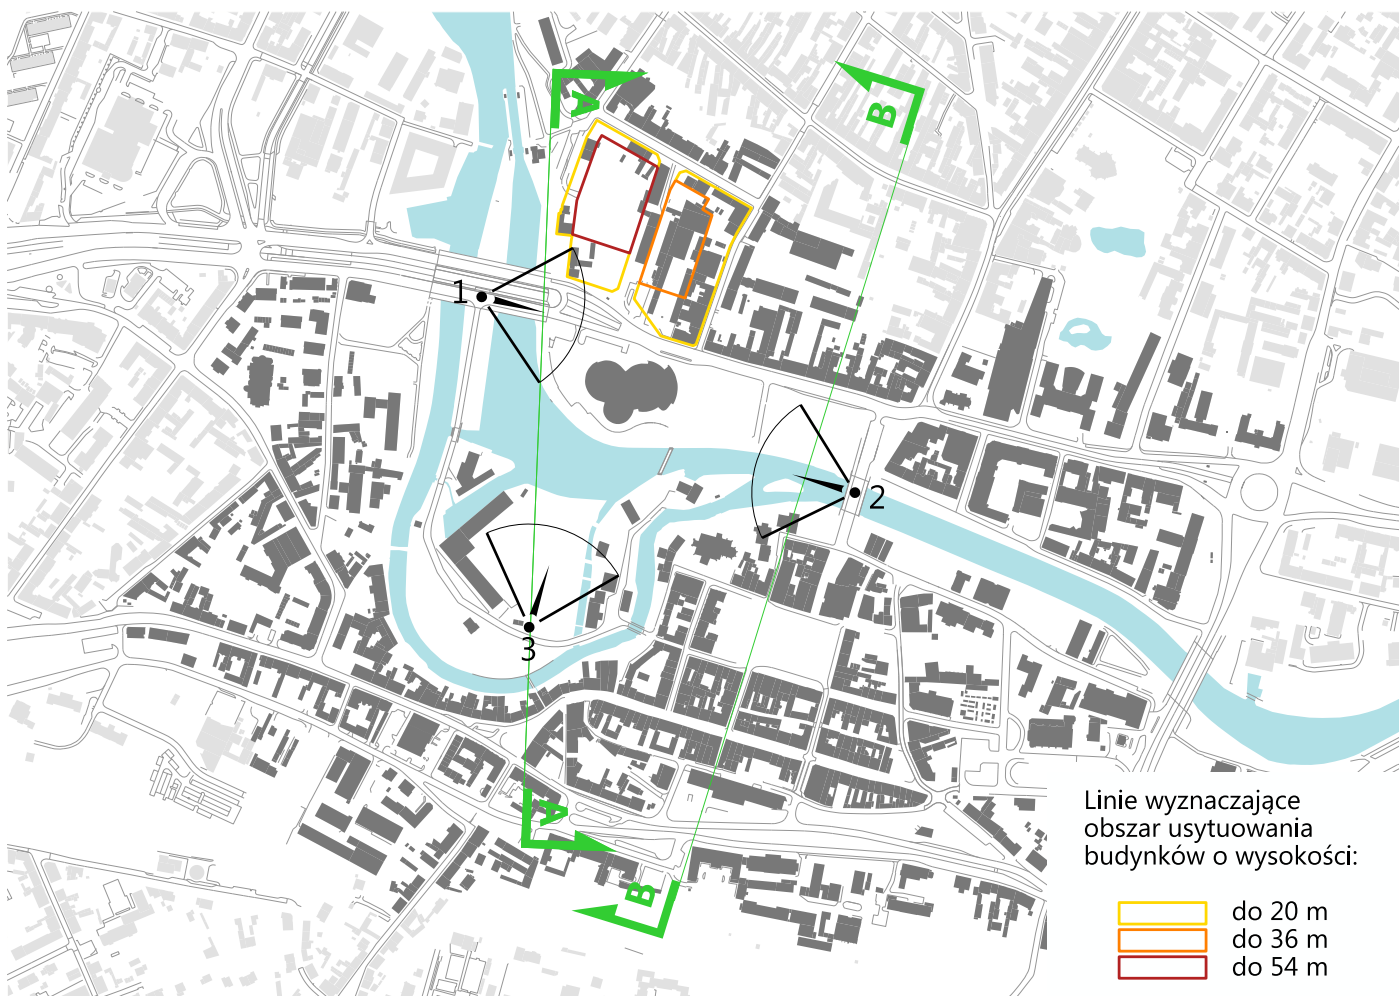 A
B
1
2
3
A
B
Linie wyznaczające
obszar usytuowania
budynków o wysokości:
do 20 m
do 36 m
do 54 m